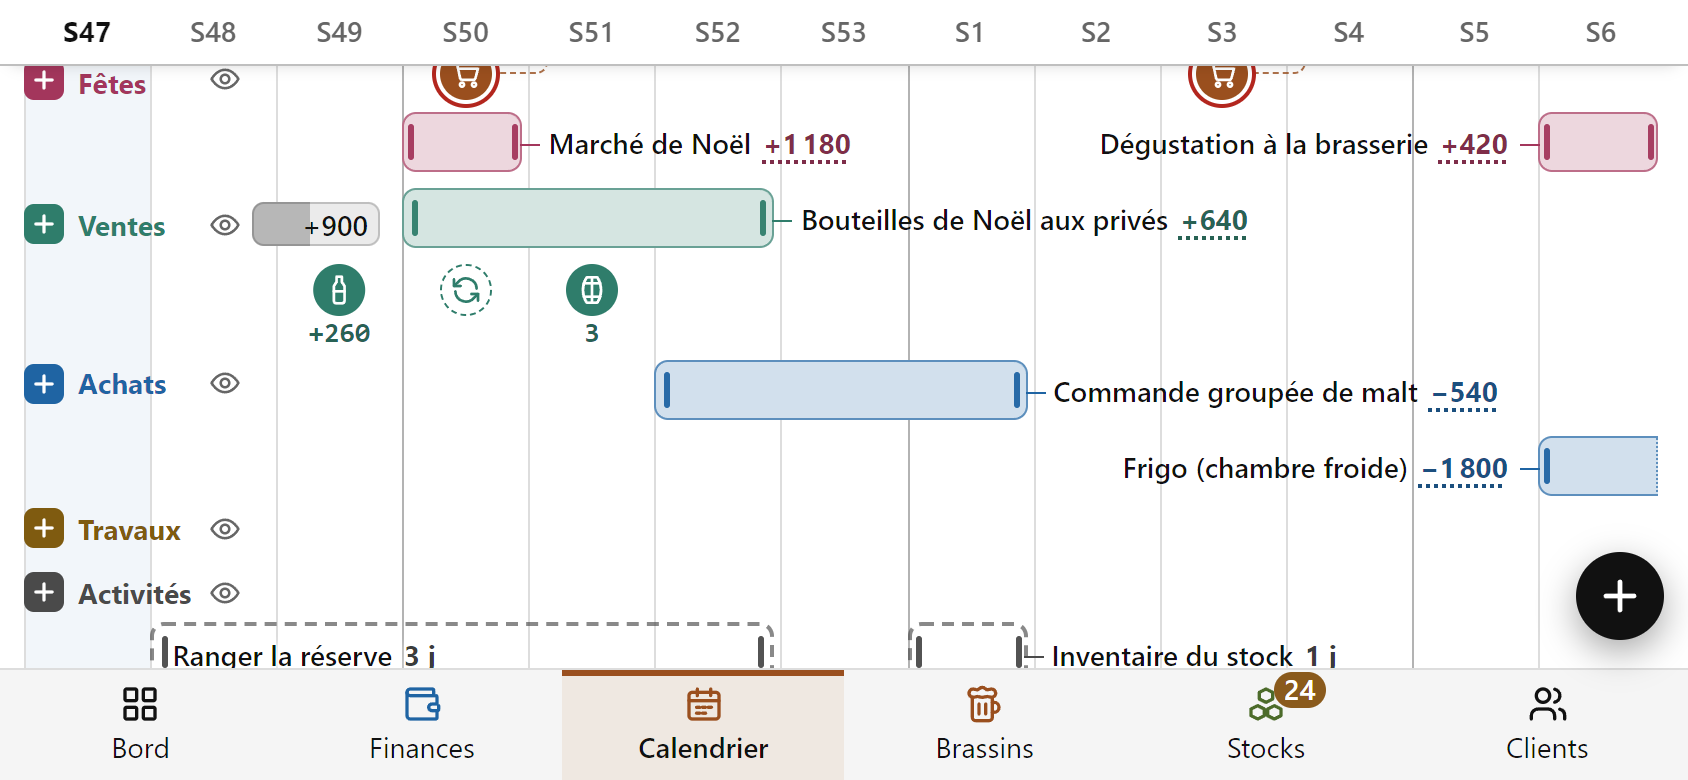 S47 S48 S49 S50 S51 S52 S53 S1 S2 S3 S4 S5 S6
Fêtes
Marché de Noël +1 180 Dégustation à la brasserie +420
Ventes +900 Bouteilles de Noël aux privés +640
+260 3
Achats Commande groupée de malt −540
Frigo (chambre froide) −1 800
Travaux
Activités
Ranger la réserve 3 j Inventaire du stock 1 j
24
Bord Finances Calendrier Brassins Stocks Clients